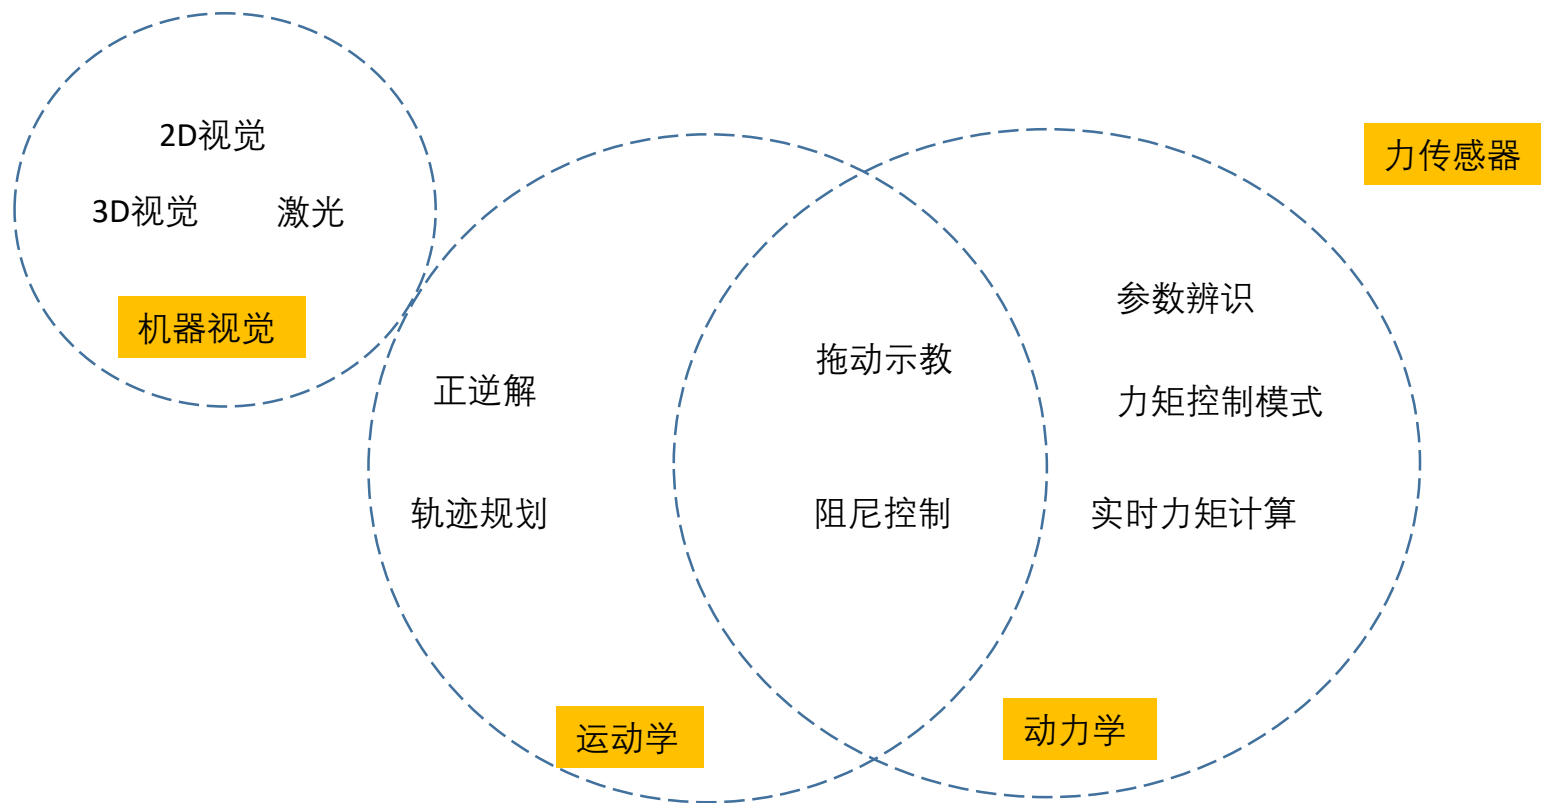 2D视觉
3D视觉
激光
机器视觉
力传感器
正逆解
轨迹规划
运动学
拖动示教
阻尼控制
参数辨识
力矩控制模式
实时力矩计算
动力学